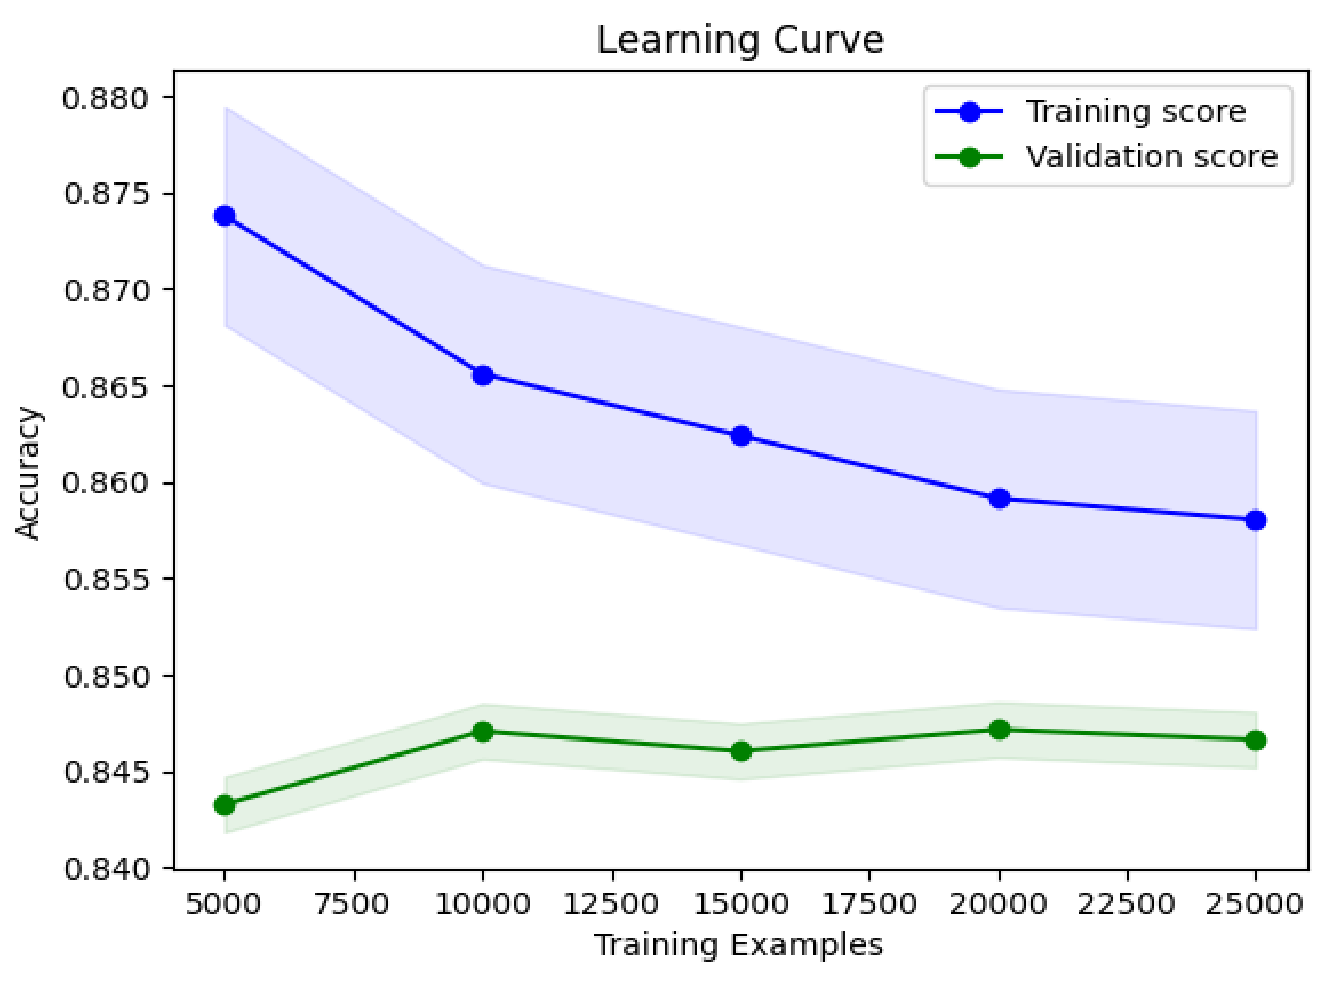 Learning Curve
Training score
Validation score
0.880
0.875
0.870
0.865
0.860
0.855
0.850
0.845
0.840
Accuracy
5000 7500 10000 12500 15000 17500 20000 22500 25000
Training Examples